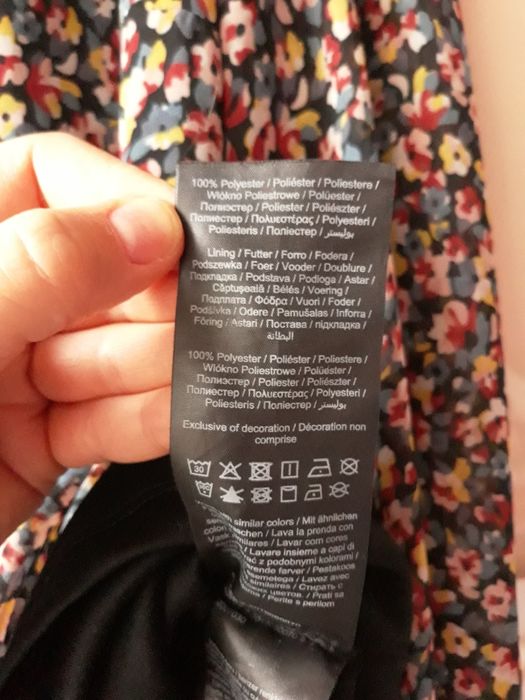 100% Polyester / Poliéster / Poliestere /
Włókno Poliestrowe / Polüester /
Полиэстер / Poliester / Poliészter /
Полиестер / Πολυεστέρας / Polyesteri /
Poliesteris / Поліестер / بوليستر
Lining / Futter / Forro / Fodera /
Podszewka / Foer / Vooder / Doublure /
Подкладка / Podstava / Podloga / Astar /
Căptuşeală / Bélés / Voering /
Подплата / Φόδρα / Vuori / Foder /
Podšívka / Odere / Pamušalas / Inforra /
Fóring / Astari / Постава / підкладка /
البطانة
100% Polyester / Poliéster / Poliestere /
Włókno Poliestrowe / Polüester /
Полиэстер / Poliester / Poliészter /
Полиестер / Πολυεστέρας / Polyesteri /
Poliesteris / Поліестер / بوليستر
Exclusive of decoration / Décoration non
comprise
30
similar colors / Mit ähnlichen
/ Lava la prenda con
/ Lavar com cores
/ Lavare insieme a capi di
z podobnymi kolorami /
farver / Pestakoos
/ Lavez avec
/ Стирать с
цветов. / Prati sa
/ Perite s perilom